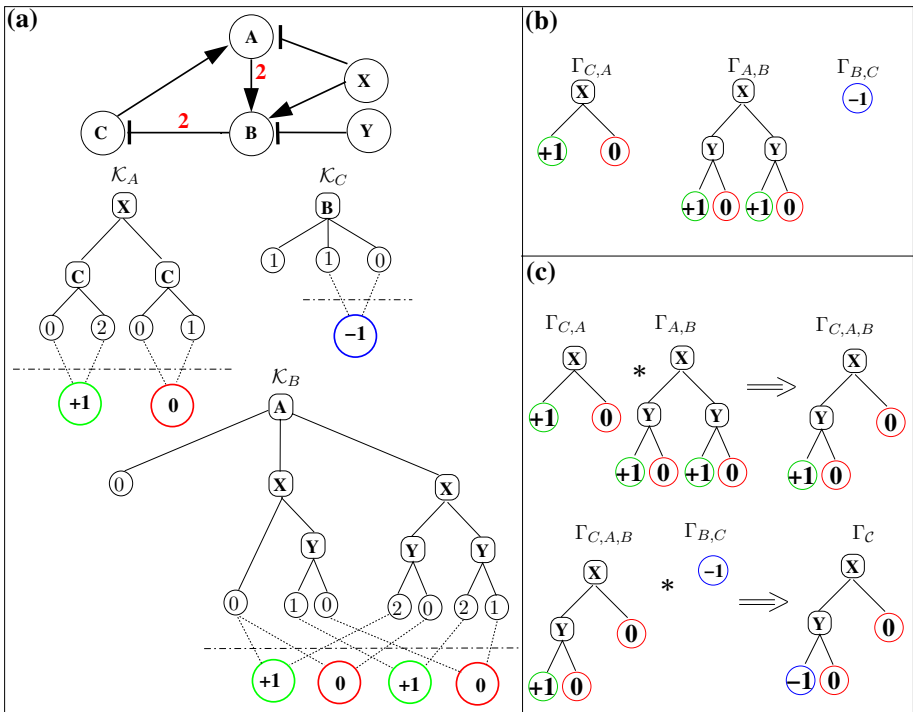 (a)
A
2
X
C
2
B
Y
𝒦_A
𝒦_C
X
B
C C
1 1 0
0 2 0 1
−1
+1 0
𝒦_B
A
0
X X
Y Y Y
0 1 0 2 0 2 1
+1 0 +1 0
(b)
Γ_{C,A} Γ_{A,B} Γ_{B,C}
X X −1
+1 0 Y Y
+1 0 +1 0
(c)
Γ_{C,A} Γ_{A,B} Γ_{C,A,B}
X * X ⟹ X
+1 0 Y Y Y 0
+1 0 +1 0 +1 0
Γ_{C,A,B} Γ_{B,C} Γ_𝒞
X * −1 ⟹ X
Y 0 Y 0
+1 0 −1 0